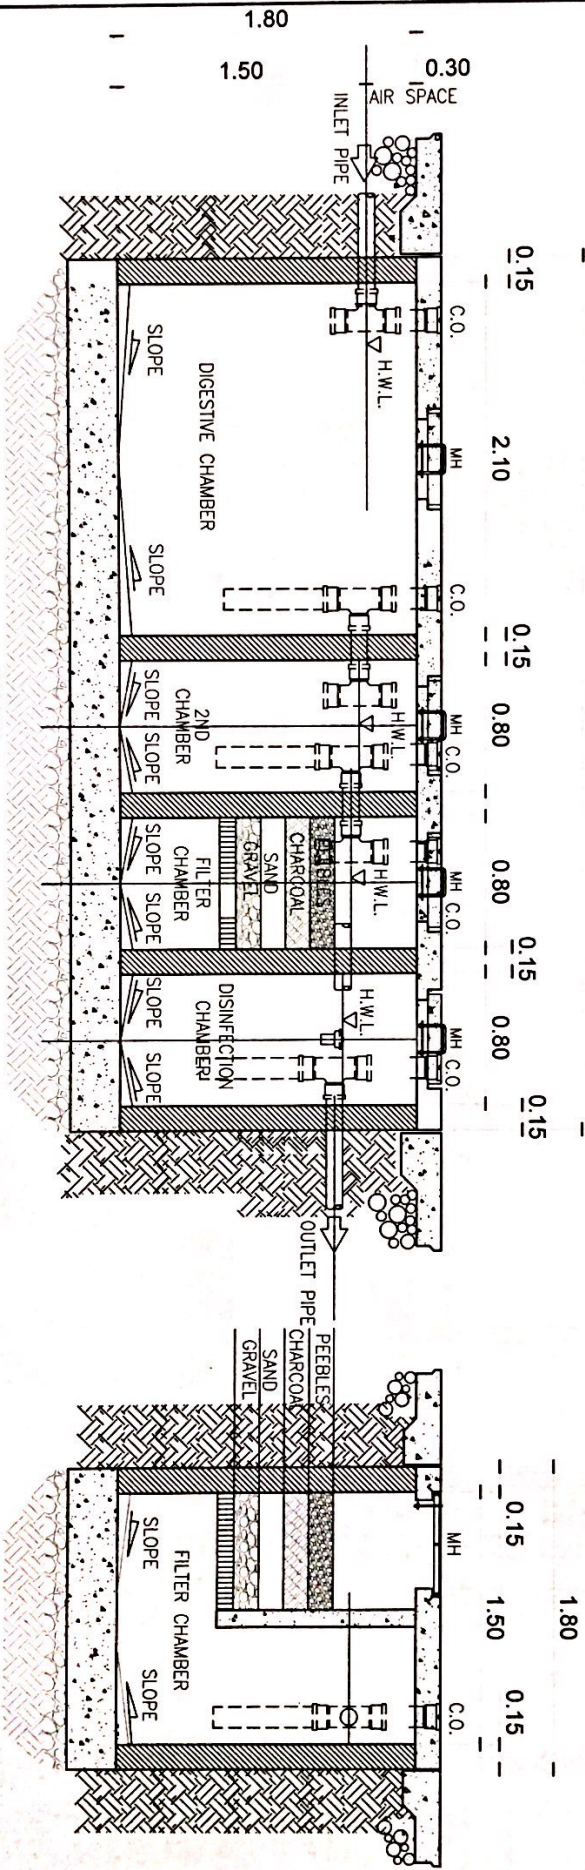 1.80
1.50
0.30
AIR SPACE
INLET PIPE
0.15
2.10
0.15
0.80
0.80
0.15
0.80
0.15
C.O.
MH
C.O.
MH
C.O.
MH
C.O.
MH
C.O.
H.W.L.
H.W.L.
H.W.L.
H.W.L.
DIGESTIVE CHAMBER
SLOPE
SLOPE
2ND
CHAMBER
SLOPE
SLOPE
PEEBLES
CHARCOAL
SAND
GRAVEL
FILTER
CHAMBER
SLOPE
SLOPE
DISINFECTION
CHAMBER
SLOPE
SLOPE
OUTLET PIPE
PEEBLES
CHARCOAL
SAND
GRAVEL
1.80
0.15
1.50
0.15
MH
C.O.
FILTER CHAMBER
SLOPE
SLOPE